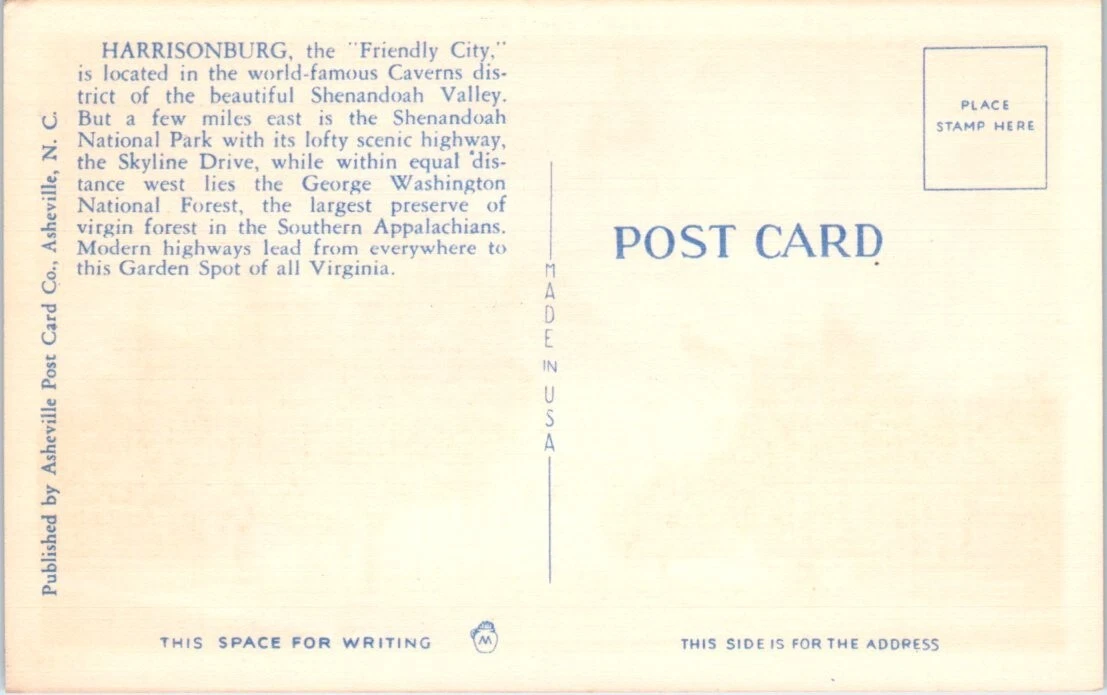 HARRISONBURG, the "Friendly City,"
is located in the world-famous Caverns dis-
trict of the beautiful Shenandoah Valley.
But a few miles east is the Shenandoah
National Park with its lofty scenic highway,
the Skyline Drive, while within equal dis-
tance west lies the George Washington
National Forest, the largest preserve of
virgin forest in the Southern Appalachians.
Modern highways lead from everywhere to
this Garden Spot of all Virginia.
Published by Asheville Post Card Co., Asheville, N. C.
MADE IN USA
PLACE
STAMP HERE
POST CARD
THIS SPACE FOR WRITING
M
THIS SIDE IS FOR THE ADDRESS